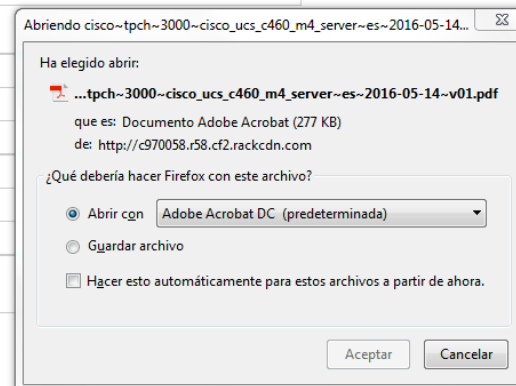 Abriendo cisco~tpch~3000~cisco_ucs_c460_m4_server~es~2016-05-14...
Ha elegido abrir:
...tpch~3000~cisco_ucs_c460_m4_server~es~2016-05-14~v01.pdf
que es: Documento Adobe Acrobat (277 KB)
de: http://c970058.r58.cf2.rackcdn.com
¿Qué debería hacer Firefox con este archivo?
Abrir con Adobe Acrobat DC (predeterminada)
Guardar archivo
Hacer esto automáticamente para estos archivos a partir de ahora.
Aceptar Cancelar